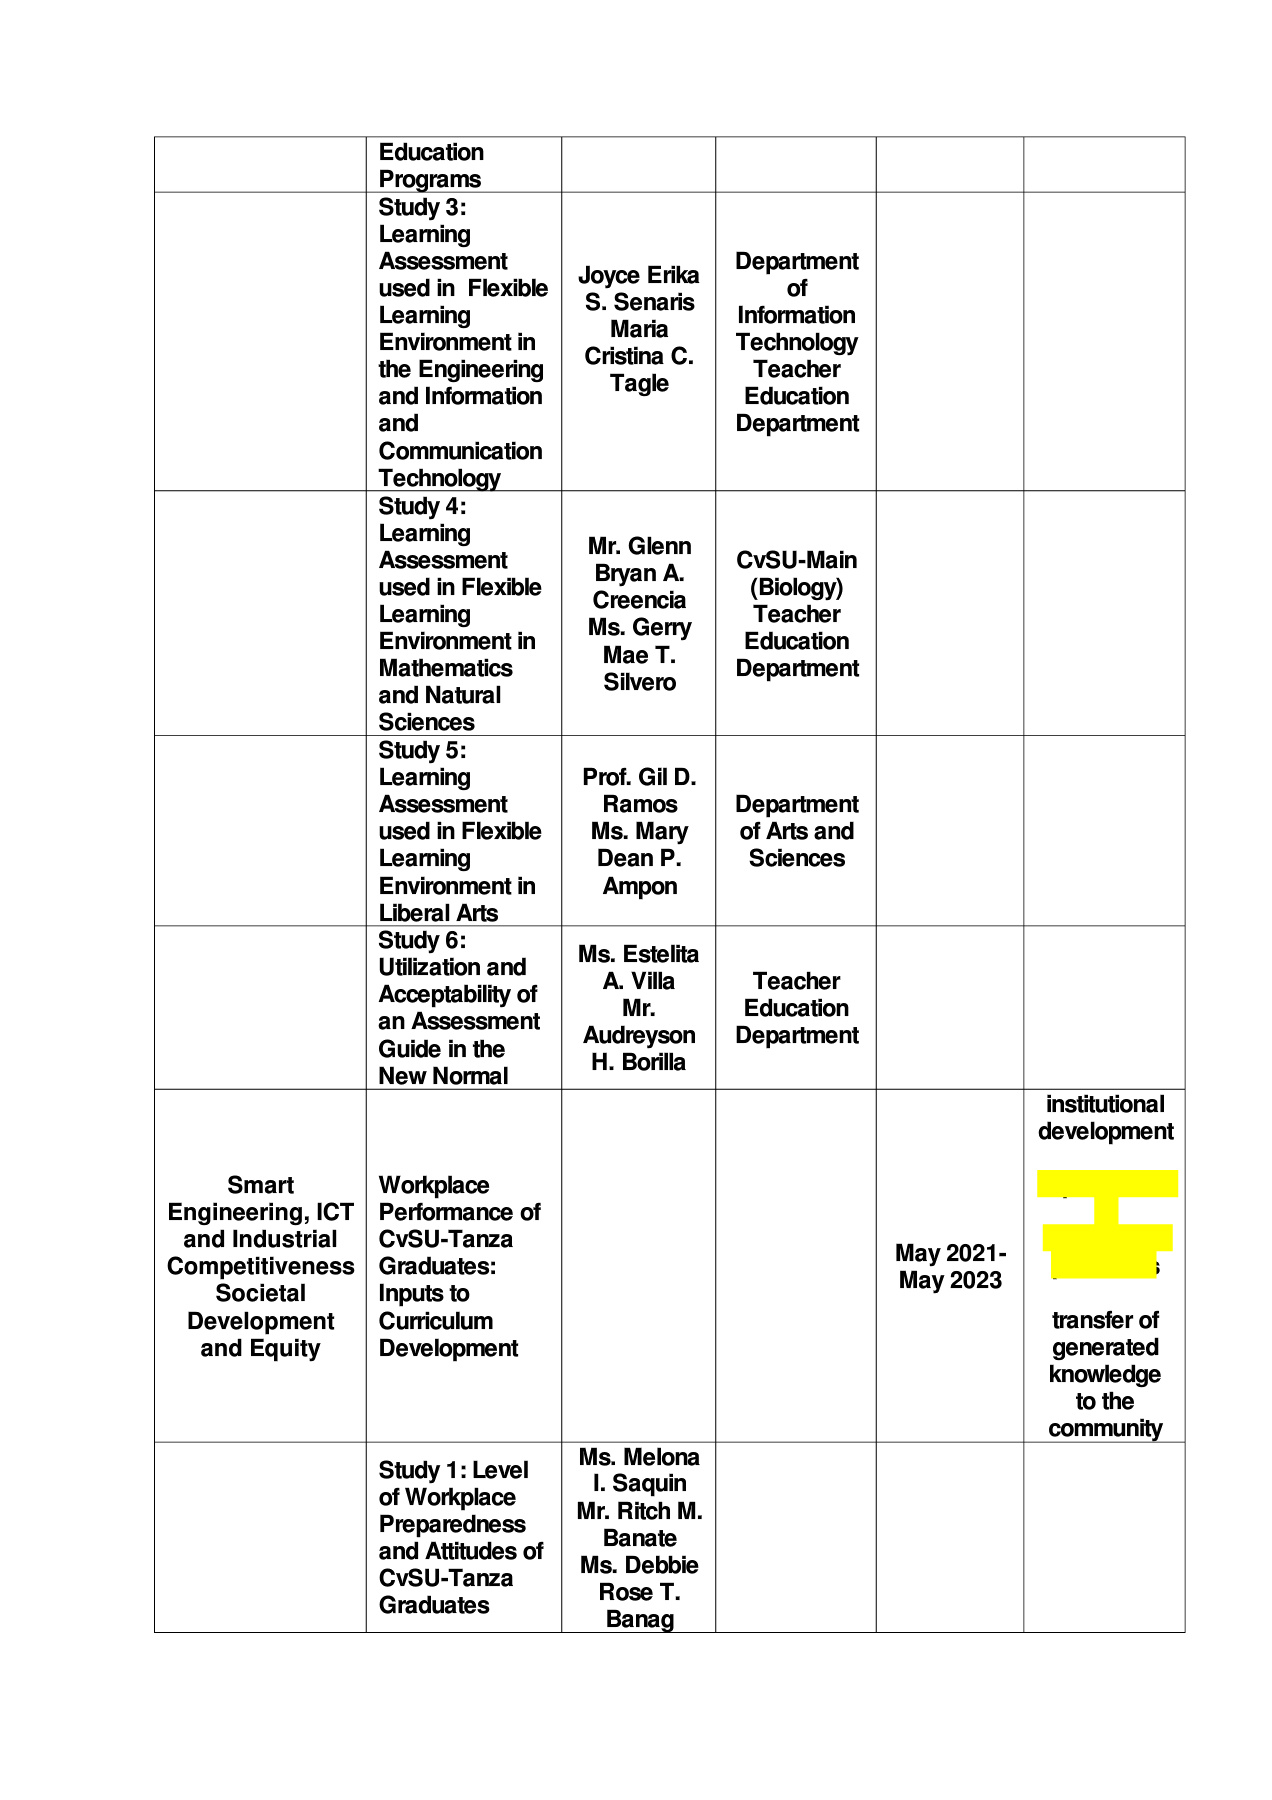 Education
Programs
Study 3:
Learning
Assessment
used in  Flexible
Learning
Environment in
the Engineering
and Information
and
Communication
Technology
Joyce Erika
S. Senaris
Maria
Cristina C.
Tagle
Department
of
Information
Technology
Teacher
Education
Department
Study 4:
Learning
Assessment
used in Flexible
Learning
Environment in
Mathematics
and Natural
Sciences
Mr. Glenn
Bryan A.
Creencia
Ms. Gerry
Mae T.
Silvero
CvSU-Main
(Biology)
Teacher
Education
Department
Study 5:
Learning
Assessment
used in Flexible
Learning
Environment in
Liberal Arts
Prof. Gil D.
Ramos
Ms. Mary
Dean P.
Ampon
Department
of Arts and
Sciences
Study 6:
Utilization and
Acceptability of
an Assessment
Guide in the
New Normal
Ms. Estelita
A. Villa
Mr.
Audreyson
H. Borilla
Teacher
Education
Department
Smart
Engineering, ICT
and Industrial
Competitiveness
Societal
Development
and Equity
Workplace
Performance of
CvSU-Tanza
Graduates:
Inputs to
Curriculum
Development
May 2021-
May 2023
institutional
development
transfer of
generated
knowledge
to the
community
Study 1: Level
of Workplace
Preparedness
and Attitudes of
CvSU-Tanza
Graduates
Ms. Melona
I. Saquin
Mr. Ritch M.
Banate
Ms. Debbie
Rose T.
Banag